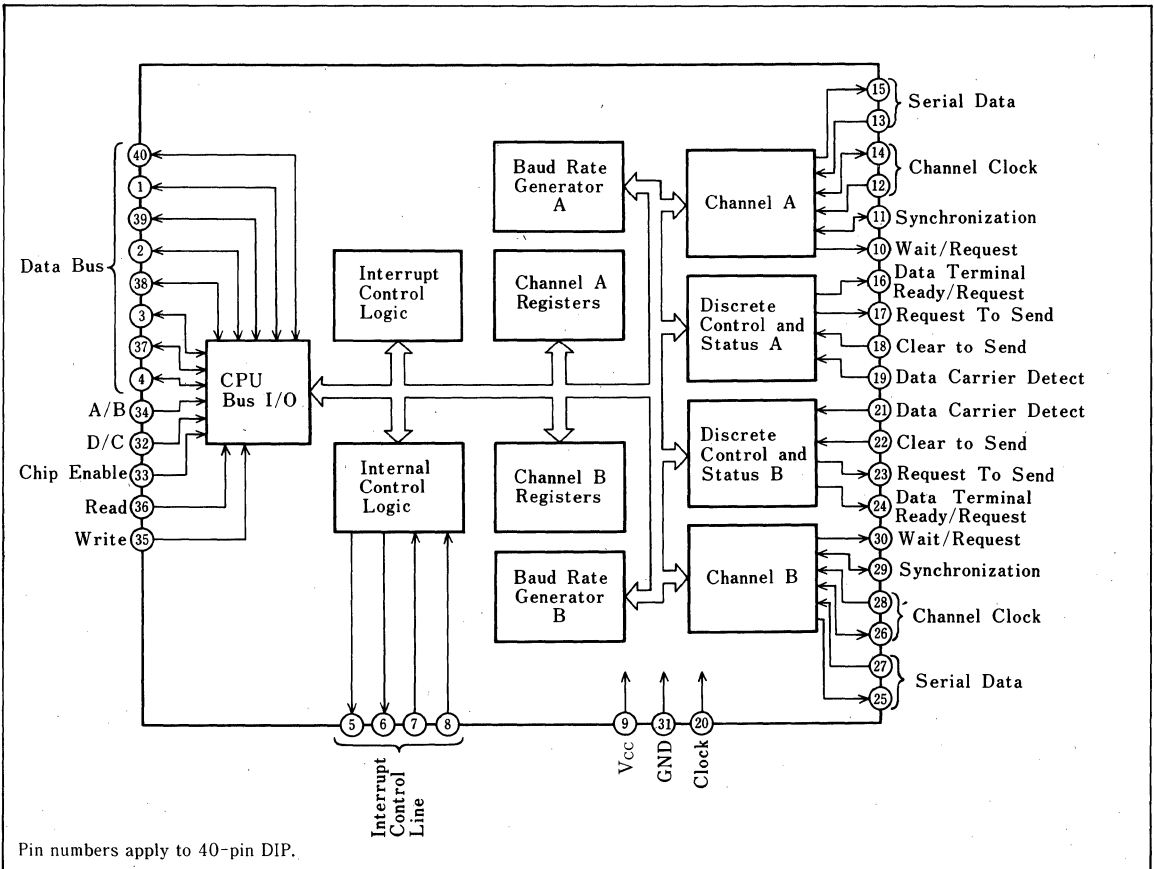 40
1
39
2
38
3
37
4
Data Bus
A/B 34
D/C 32
Chip Enable 33
Read 36
Write 35
CPU
Bus I/O
Interrupt
Control
Logic
Internal
Control
Logic
Baud Rate
Generator
A
Channel A
Registers
Channel B
Registers
Baud Rate
Generator
B
Channel A
Discrete
Control and
Status A
Discrete
Control and
Status B
Channel B
15
13
Serial Data
14
12
Channel Clock
11 Synchronization
10 Wait/Request
16 Data Terminal
Ready/Request
17 Request To Send
18 Clear to Send
19 Data Carrier Detect
21 Data Carrier Detect
22 Clear to Send
23 Request To Send
24 Data Terminal
Ready/Request
30 Wait/Request
29 Synchronization
28
26
Channel Clock
27
25
Serial Data
5 6 7 8
Interrupt
Control
Line
9 31 20
Vcc
GND
Clock
Pin numbers apply to 40-pin DIP.